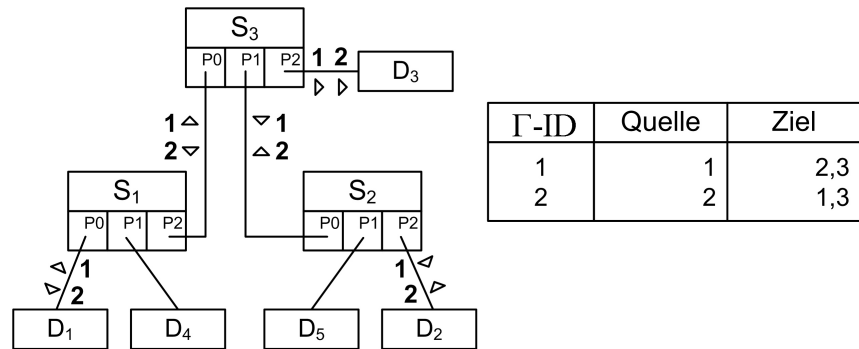 S3
P0 P1 P2
1 2
D3
1 1
2 2
S1
P0 P1 P2
S2
P0 P1 P2
1
2
1
2
D1
D4
D5
D2
Γ-ID Quelle Ziel
1 1 2,3
2 2 1,3